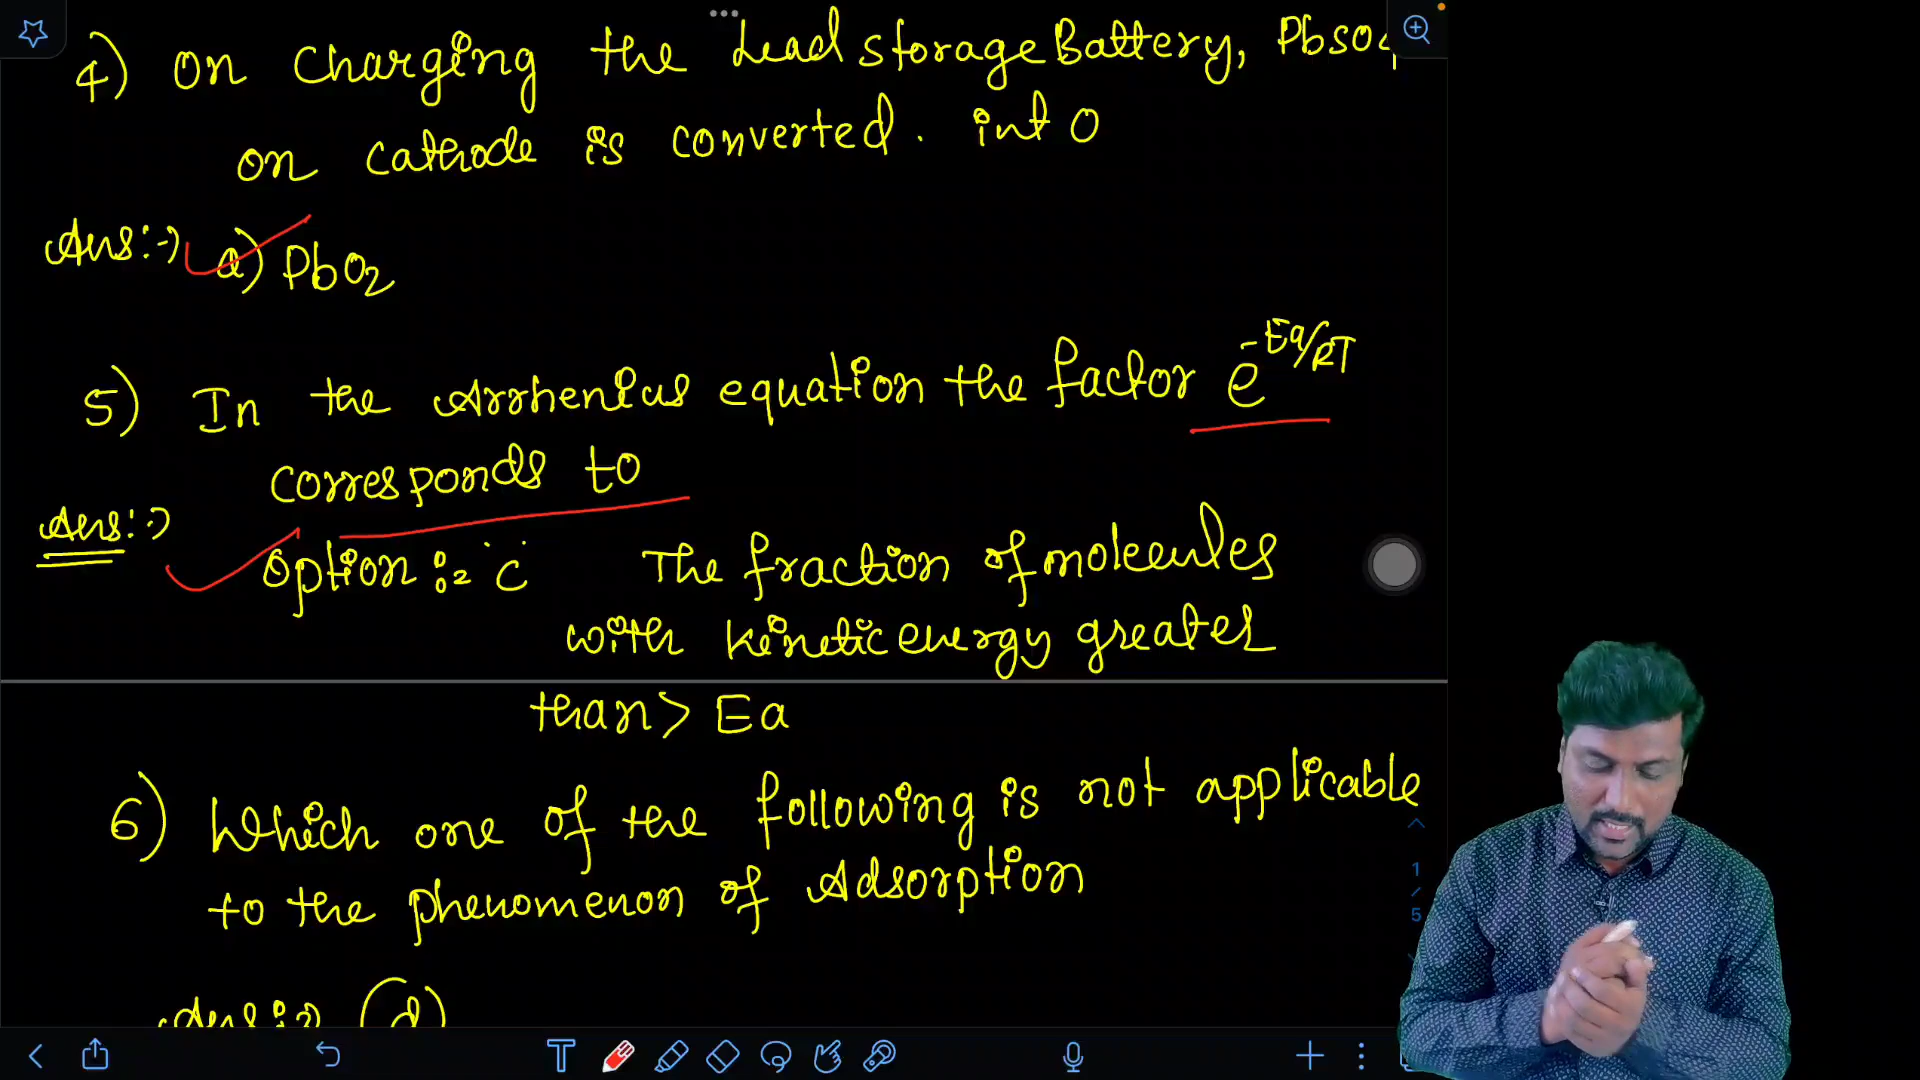 4) On Charging the Lead storage Battery, PbSO4
on cathode is converted. into
Ans:-) a) PbO2
5) In the Arrhenius equation the factor e^-Ea/RT
corresponds to
Ans:-)
Option:- 'c' The fraction of molecules
with kinetic energy greater
than > Ea
6) Which one of the following is not applicable
to the phenomenon of Adsorption
1
/
5
Ans:-) (d)
T